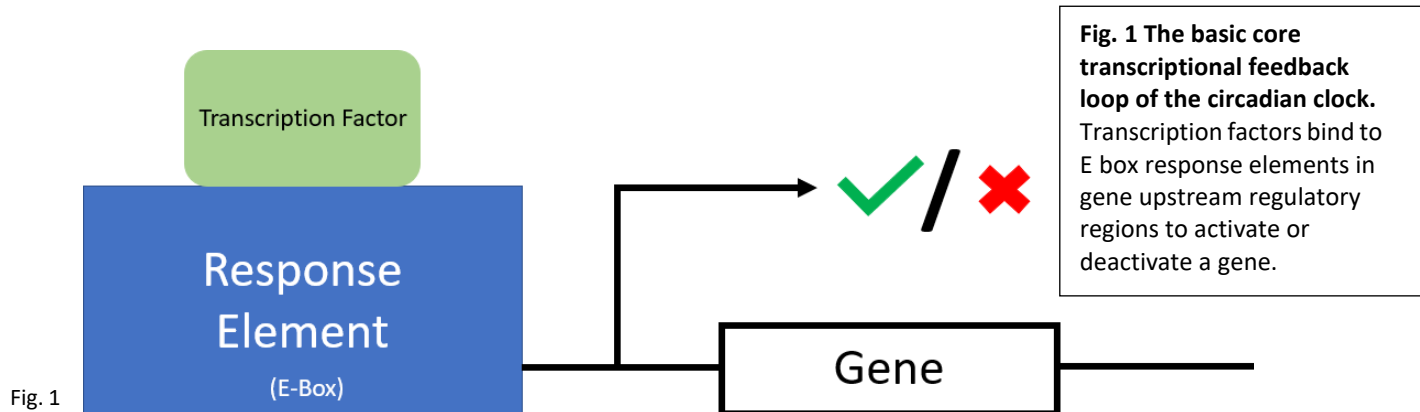 Transcription Factor
Response
Element
(E-Box)
Gene
Fig. 1 The basic core
transcriptional feedback
loop of the circadian clock.
Transcription factors bind to
E box response elements in
gene upstream regulatory
regions to activate or
deactivate a gene.
Fig. 1